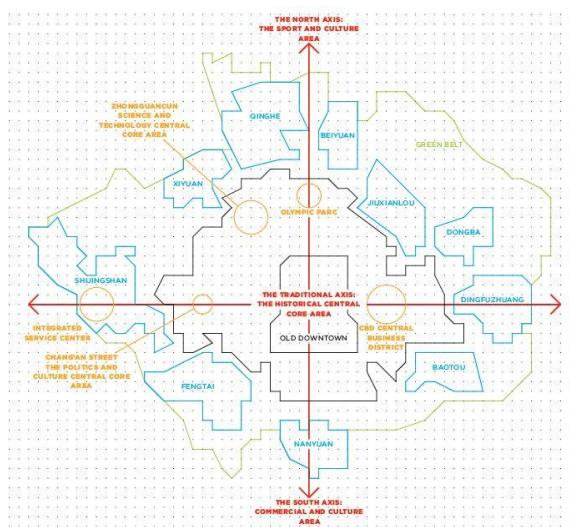 THE NORTH AXIS:
THE SPORT AND CULTURE
AREA
ZHONGGUANCUN
SCIENCE AND
TECHNOLOGY CENTRAL
CORE AREA
QINGHE
BEIYUAN
GREEN BELT
XIYUAN
OLYMPIC PARC
JIUXIANLOU
DONGBA
SHIJINGSHAN
THE TRADITIONAL AXIS:
THE HISTORICAL CENTRAL
CORE AREA
DINGFUZHUANG
INTEGRATED
SERVICE CENTER
OLD DOWNTOWN
CBD CENTRAL
BUSINESS
DISTRICT
CHANG'AN STREET
THE POLITICS AND
CULTURE CENTRAL CORE
AREA
FENGTAI
BAOTOU
NANYUAN
THE SOUTH AXIS:
COMMERCIAL AND CULTURE
AREA